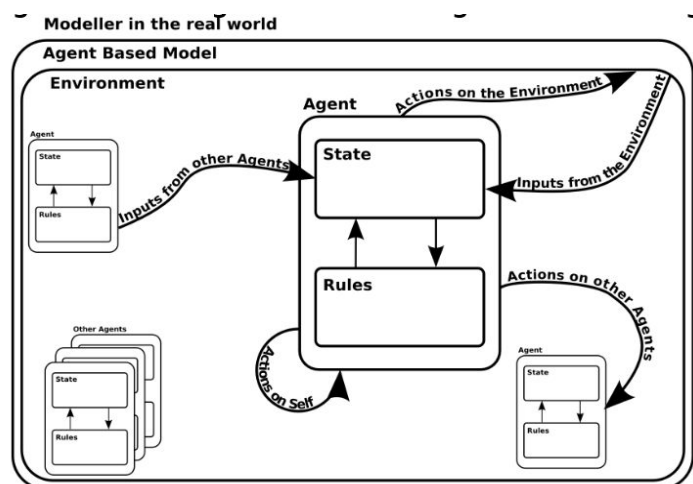 Modeller in the real world
Agent Based Model
Environment
Agent
Actions on the Environment
Inputs from the Environment
Agent
State
Rules
Inputs from other Agents
State
Rules
Actions on Self
Actions on other Agents
Other Agents
State
Rules
Agent
State
Rules